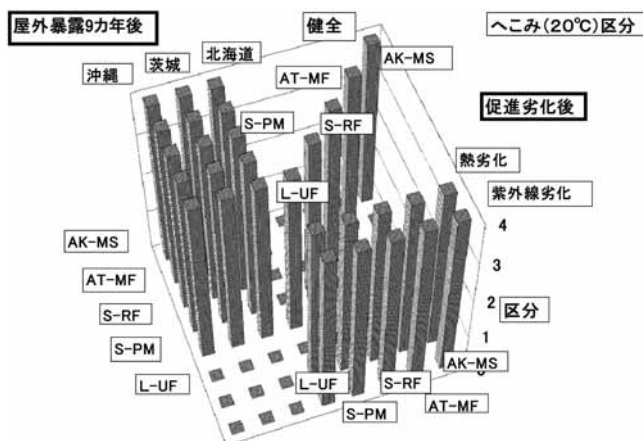 屋外暴露9カ年後
健全
へこみ(20℃)区分
沖縄
茨城
北海道
AT-MF
AK-MS
S-PM
S-RF
促進劣化後
熱劣化
L-UF
紫外線劣化
4
AK-MS
3
AT-MF
2
区分
S-RF
1
S-PM
AK-MS
L-UF
L-UF
S-RF
S-PM
AT-MF